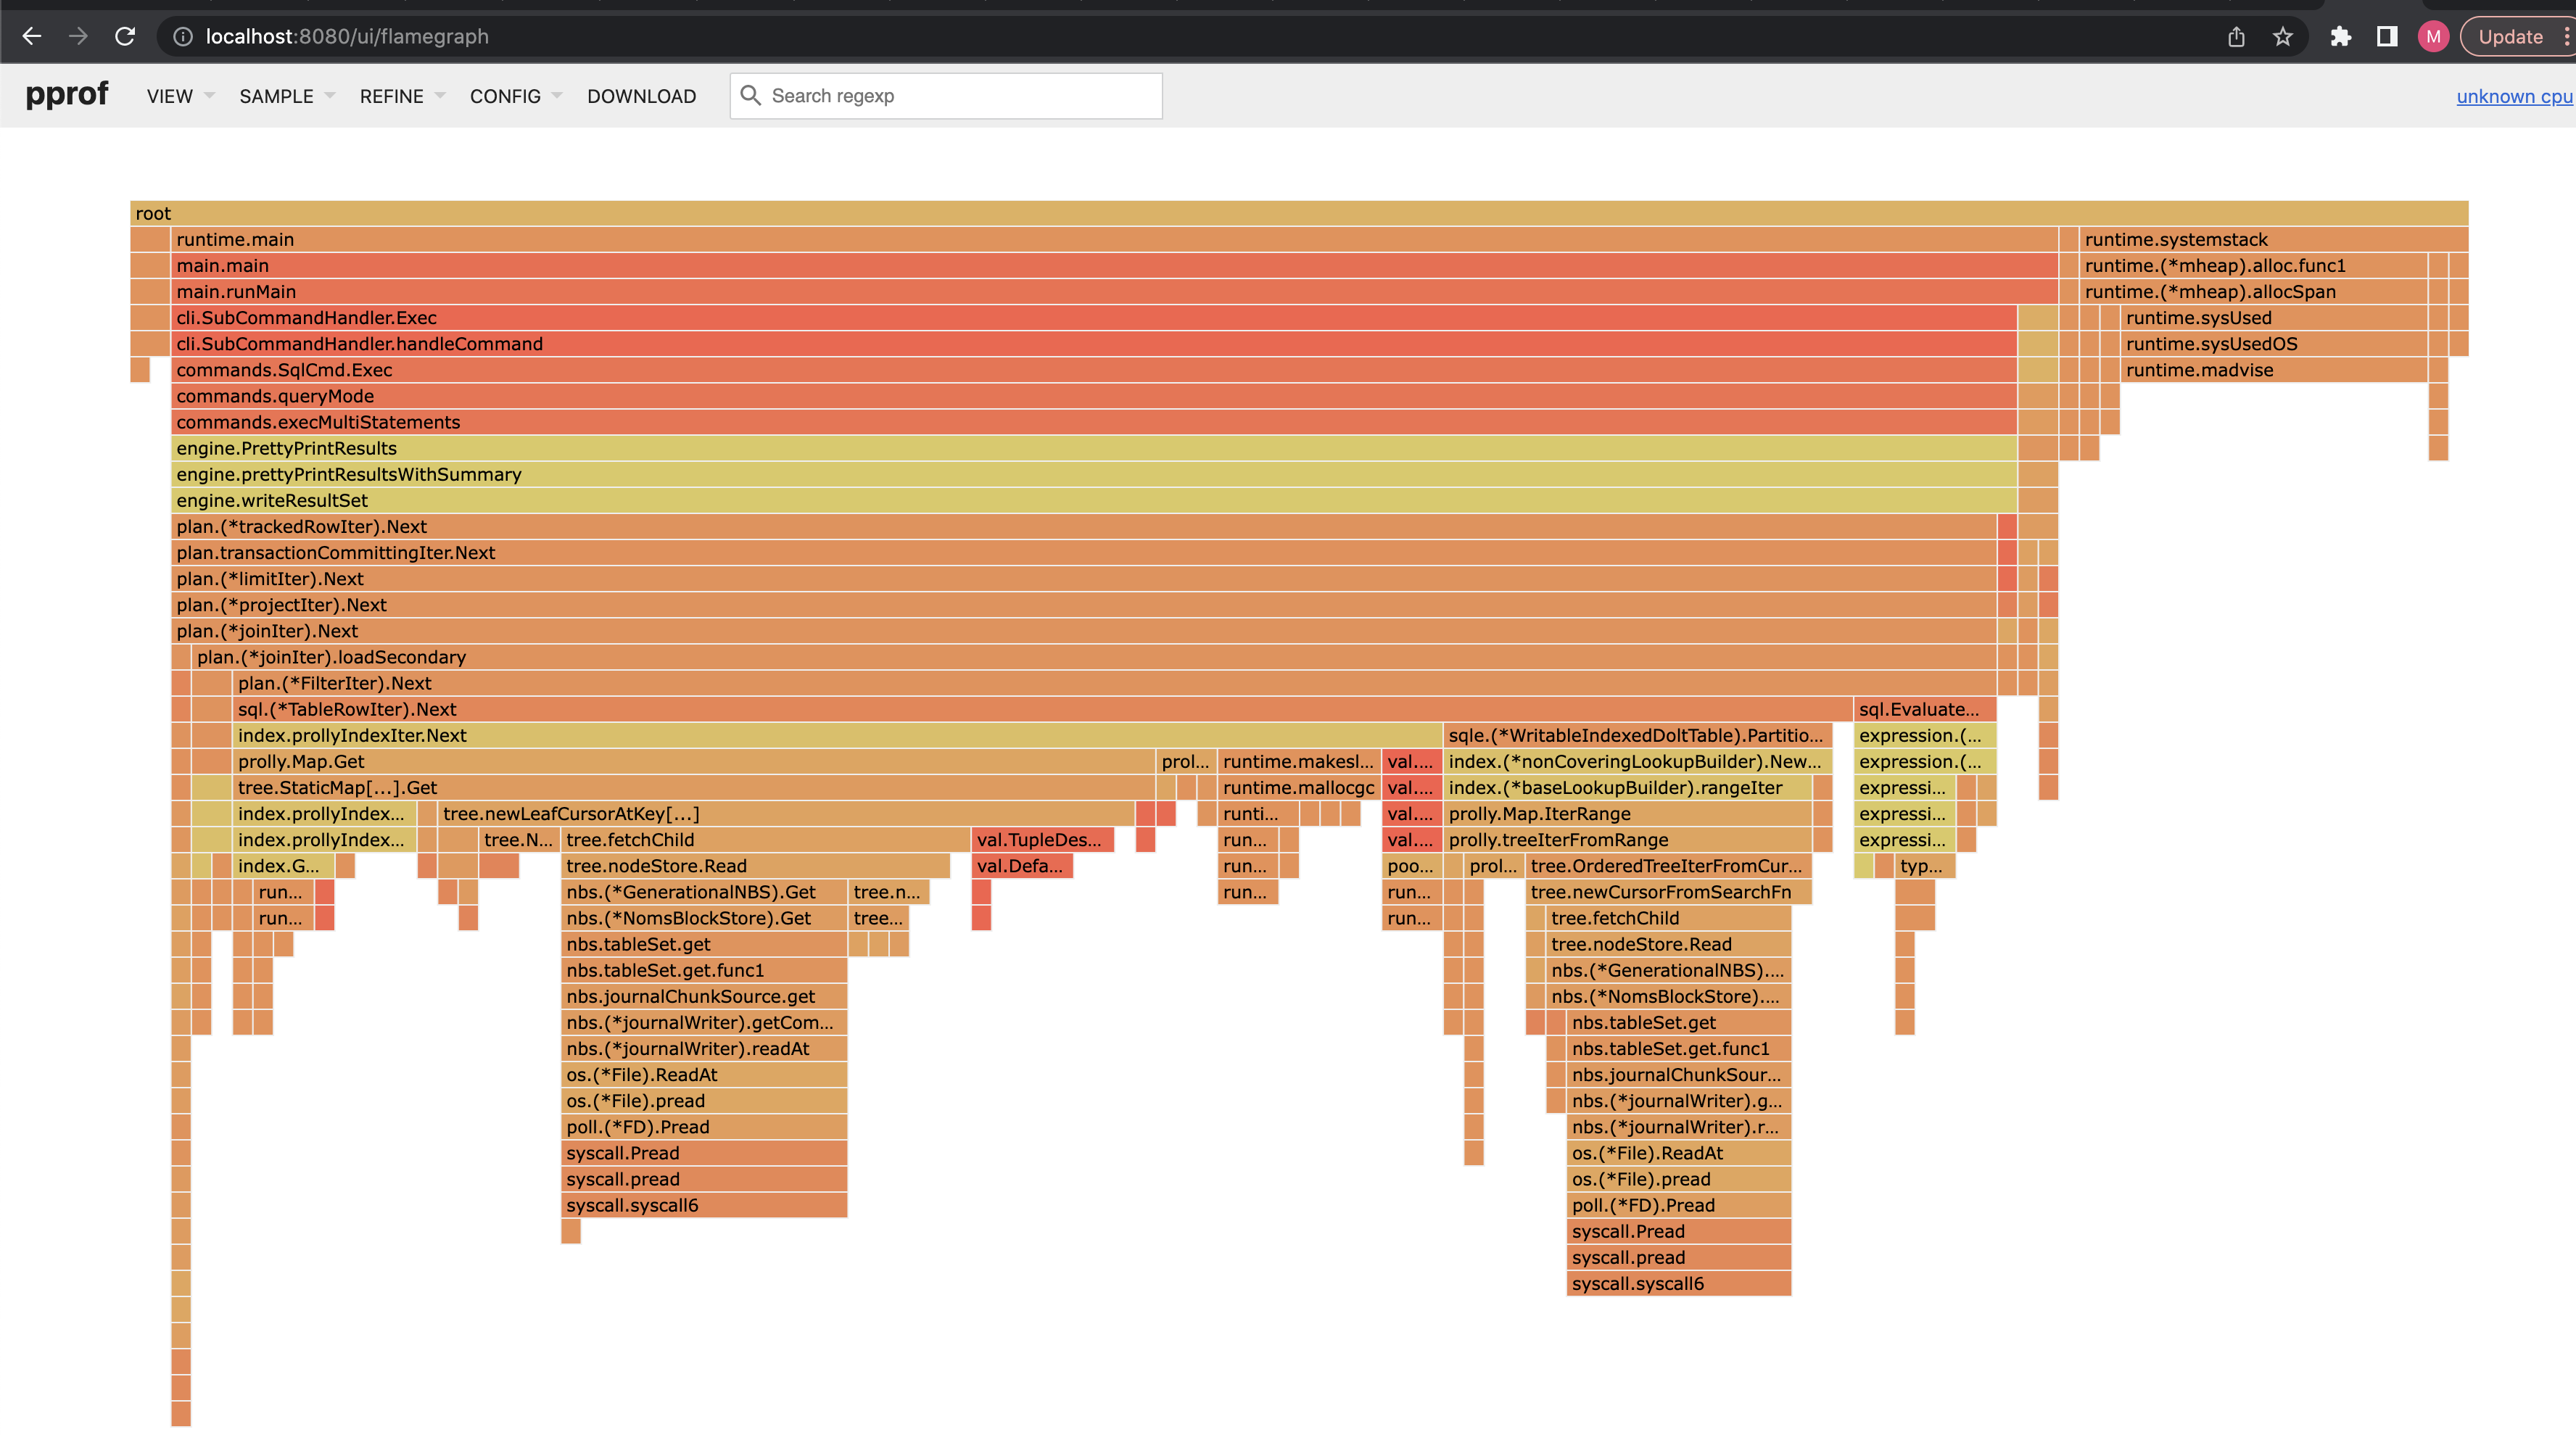 localhost:8080/ui/flamegraph
M
Update
pprof VIEW SAMPLE REFINE CONFIG DOWNLOAD Search regexp unknown cpu
root
runtime.main runtime.systemstack
main.main runtime.(*mheap).alloc.func1
main.runMain runtime.(*mheap).allocSpan
cli.SubCommandHandler.Exec runtime.sysUsed
cli.SubCommandHandler.handleCommand runtime.sysUsedOS
commands.SqlCmd.Exec runtime.madvise
commands.queryMode
commands.execMultiStatements
engine.PrettyPrintResults
engine.prettyPrintResultsWithSummary
engine.writeResultSet
plan.(*trackedRowIter).Next
plan.transactionCommittingIter.Next
plan.(*limitIter).Next
plan.(*projectIter).Next
plan.(*joinIter).Next
plan.(*joinIter).loadSecondary
plan.(*FilterIter).Next
sql.(*TableRowIter).Next sql.Evaluate...
index.prollyIndexIter.Next sqle.(*WritableIndexedDoltTable).Partitio... expression.(...
prolly.Map.Get prol... runtime.makesl... val.... index.(*nonCoveringLookupBuilder).New... expression.(...
tree.StaticMap[...].Get runtime.mallocgc val.... index.(*baseLookupBuilder).rangeIter expressi...
index.prollyIndex... tree.newLeafCursorAtKey[...] runti... val.... prolly.Map.IterRange expressi...
index.prollyIndex... tree.N... tree.fetchChild val.TupleDes... run... val.... prolly.treeIterFromRange expressi...
index.G... tree.nodeStore.Read val.Defa... run... poo... prol... tree.OrderedTreeIterFromCur... typ...
run... nbs.(*GenerationalNBS).Get tree.n... run... run... tree.newCursorFromSearchFn
run... nbs.(*NomsBlockStore).Get tree... run... tree.fetchChild
nbs.tableSet.get tree.nodeStore.Read
nbs.tableSet.get.func1 nbs.(*GenerationalNBS)....
nbs.journalChunkSource.get nbs.(*NomsBlockStore)....
nbs.(*journalWriter).getCom... nbs.tableSet.get
nbs.(*journalWriter).readAt nbs.tableSet.get.func1
os.(*File).ReadAt nbs.journalChunkSour...
os.(*File).pread nbs.(*journalWriter).g...
poll.(*FD).Pread nbs.(*journalWriter).r...
syscall.Pread os.(*File).ReadAt
syscall.pread os.(*File).pread
syscall.syscall6 poll.(*FD).Pread
syscall.Pread
syscall.pread
syscall.syscall6